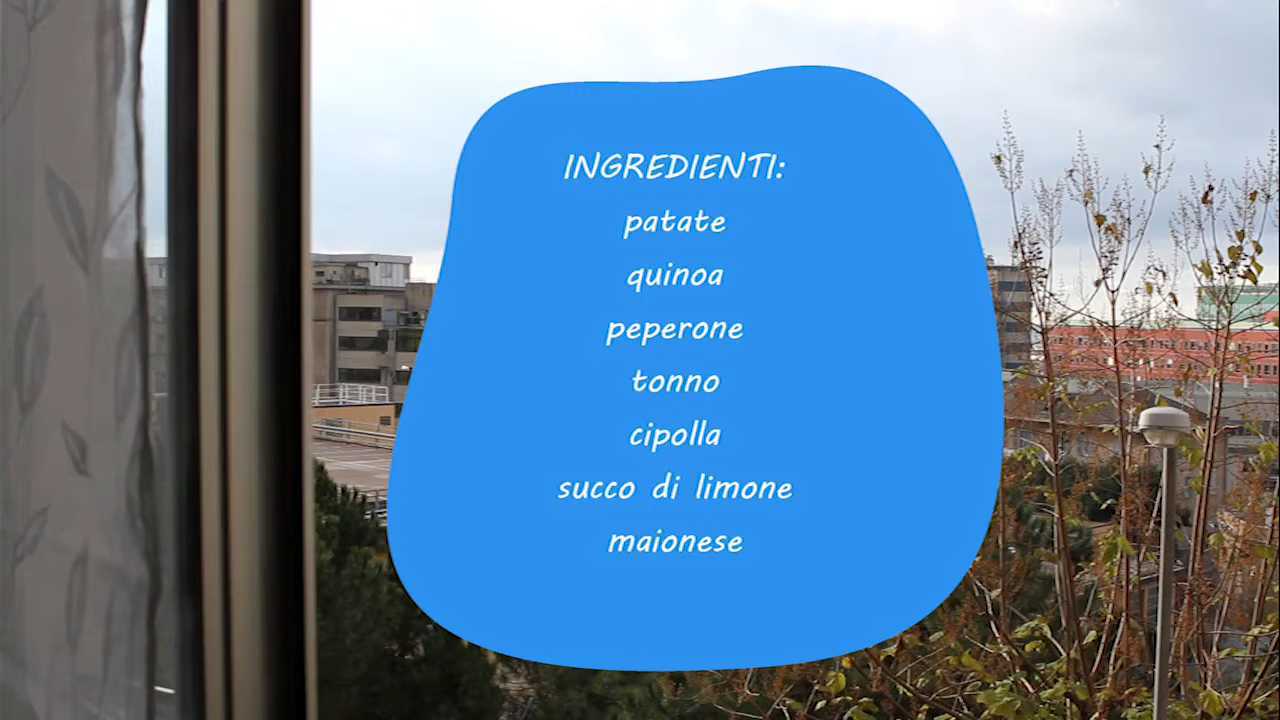 INGREDIENTI:
patate
quinoa
peperone
tonno
cipolla
succo di limone
maionese